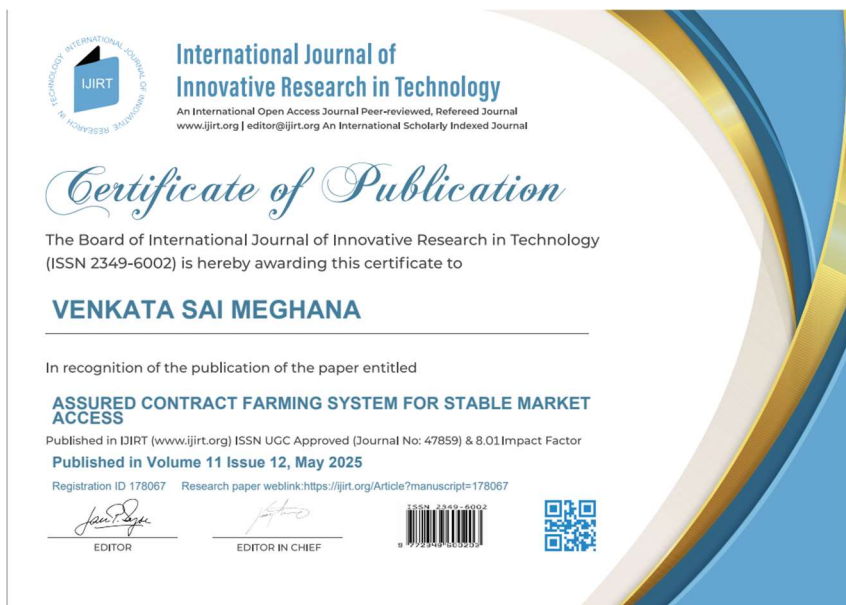 INTERNATIONAL JOURNAL OF INNOVATIVE RESEARCH IN TECHNOLOGY
IJIRT
International Journal of
Innovative Research in Technology
An International Open Access Journal Peer-reviewed, Refereed Journal
www.ijirt.org | editor@ijirt.org An International Scholarly Indexed Journal
Certificate of Publication
The Board of International Journal of Innovative Research in Technology
(ISSN 2349-6002) is hereby awarding this certificate to
VENKATA SAI MEGHANA
In recognition of the publication of the paper entitled
ASSURED CONTRACT FARMING SYSTEM FOR STABLE MARKET
ACCESS
Published in IJIRT (www.ijirt.org) ISSN UGC Approved (Journal No: 47859) & 8.01 Impact Factor
Published in Volume 11 Issue 12, May 2025
Registration ID 178067 Research paper weblink:https://ijirt.org/Article?manuscript=178067
ISSN 2349-6002
EDITOR
EDITOR IN CHIEF